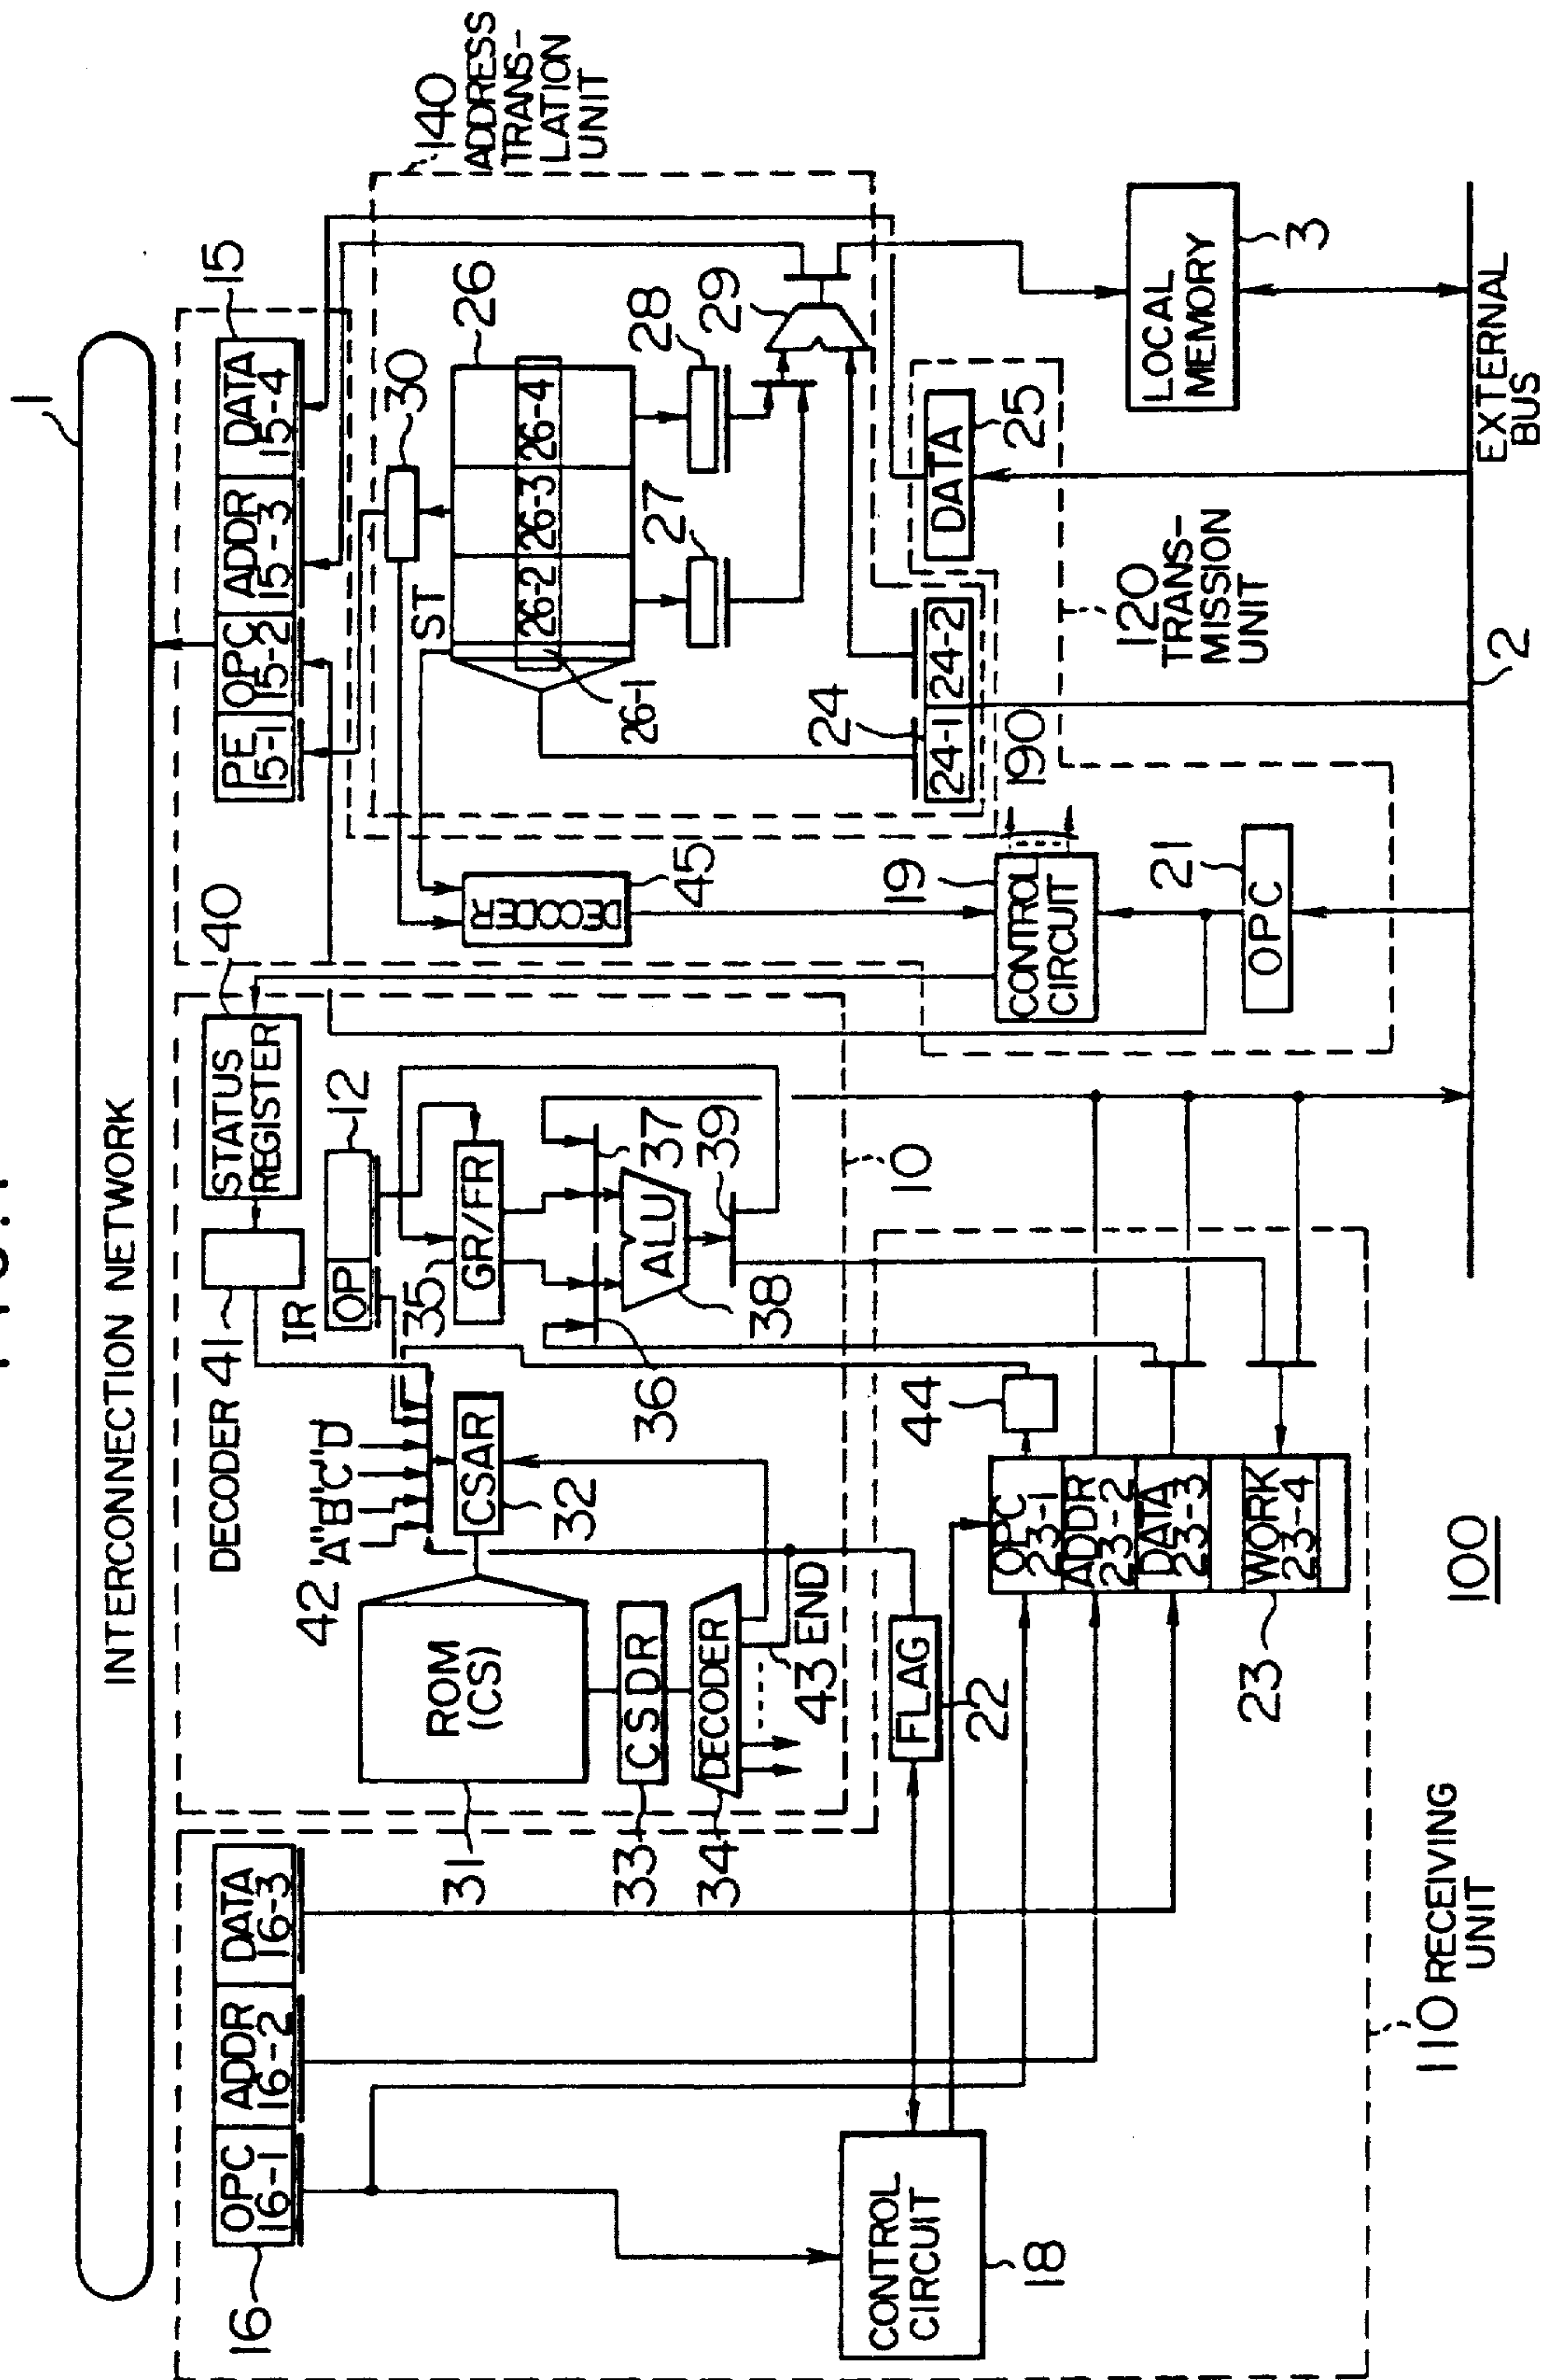 1
INTERCONNECTION NETWORK
16
OPC
16-1
ADDR
16-2
DATA
16-3
DECODER 41
STATUS
REGISTER
40
PE
15-1
OPC
15-2
ADDR
15-3
DATA
15-4
15
140
ADDRESS
TRANS-
LATION
UNIT
IR
OP
12
42
"A"
"B"
"C"
"D"
ROM
(CS)
31
CSAR
32
35
GR/FR
36
37
ALU
38
39
10
CSDR
33
DECODER
34
43 END
DECODER
45
30
ST
26
26-1
26-2
26-3
26-4
27
28
29
24
24-1
24-2
DATA
25
CONTROL
CIRCUIT
18
FLAG
22
44
OPC
23-1
ADDR
23-2
DATA
23-3
WORK
23-4
23
19
CONTROL
CIRCUIT
190
21
OPC
120
TRANS-
MISSION
UNIT
LOCAL
MEMORY
3
2
EXTERNAL
BUS
110 RECEIVING
UNIT
100